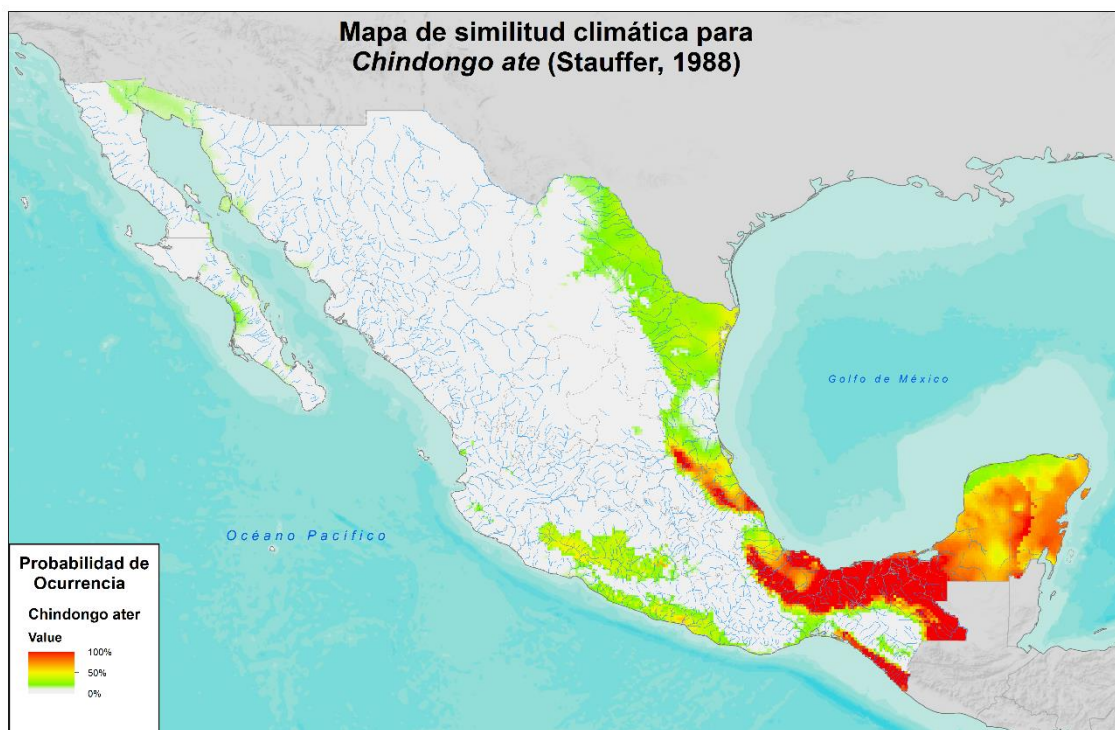 Mapa de similitud climática para
Chindongo ate (Stauffer, 1988)
Golfo de México
Océano Pacífico
Probabilidad de
Ocurrencia
Chindongo ater
Value
100%
50%
0%